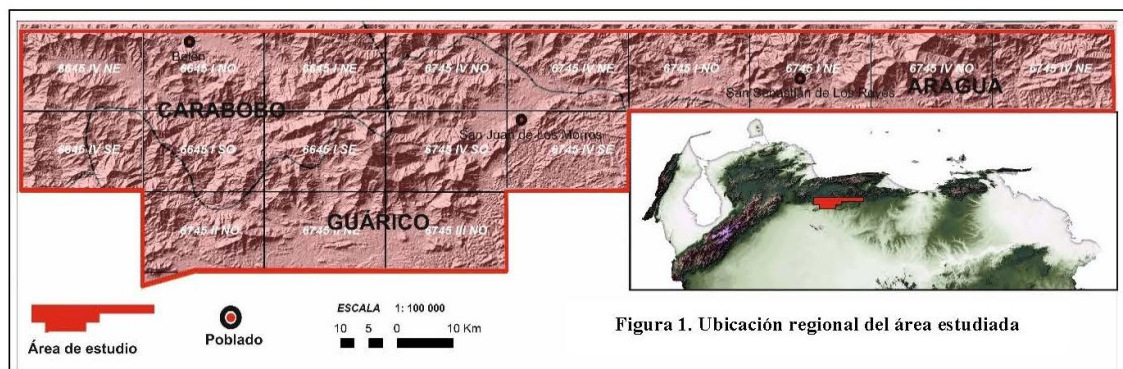 6645 IV NE 6645 I NO 6645 I NE 6745 IV NO 6745 IV NE 6745 I NO 6745 I NE 6745 IV NO 6745 IV NE
Belén
San Sebastián de Los Reyes
ARAGUA
CARABOBO
San Juan de Los Morros
6645 IV SE 6645 I SO 6645 I SE 6745 IV SO 6745 IV SE
GUÁRICO
6745 II NO 6745 II NE 6745 III NO
Área de estudio
Poblado
ESCALA 1: 100 000
10 5 0 10 Km
Figura 1. Ubicación regional del área estudiada